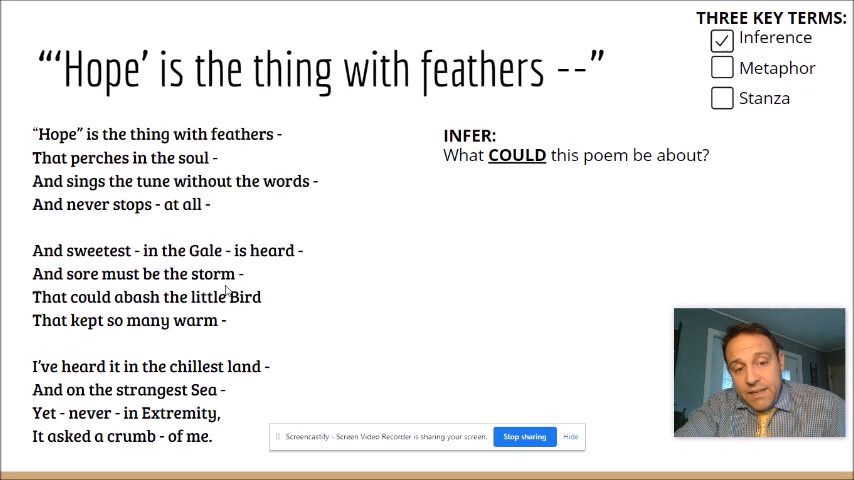 THREE KEY TERMS:
Inference
Metaphor
Stanza
“‘Hope’ is the thing with feathers --”
“Hope” is the thing with feathers -
That perches in the soul -
And sings the tune without the words -
And never stops - at all -
And sweetest - in the Gale - is heard -
And sore must be the storm -
That could abash the little Bird
That kept so many warm -
I’ve heard it in the chillest land -
And on the strangest Sea -
Yet - never - in Extremity,
It asked a crumb - of me.
INFER:
What COULD this poem be about?
Screencastify - Screen Video Recorder is sharing your screen.
Stop sharing
Hide